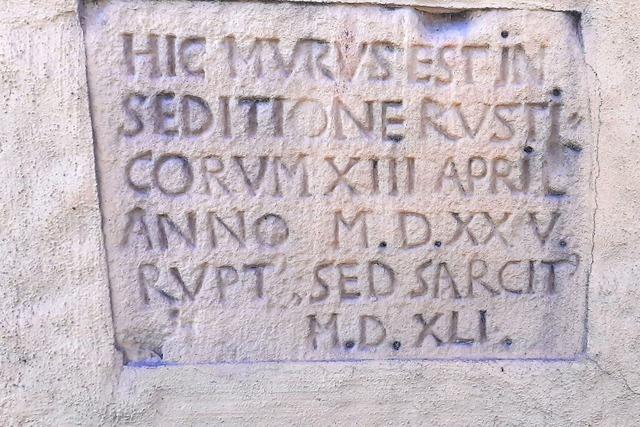 HIC MVRVS EST IN
SEDITIONE RVSTI-
CORVM XIII APRIL
ANNO M.D.XXV.
RVPT', SED SARCIT'
M.D.XLI.